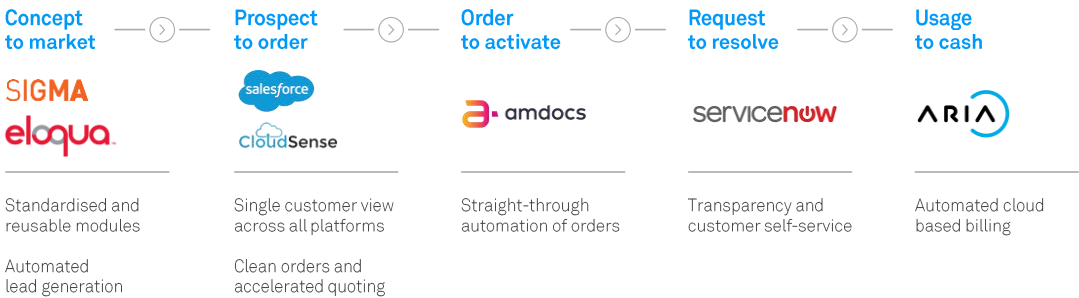 Concept
to market
Prospect
to order
Order
to activate
Request
to resolve
Usage
to cash
SIGMA
eloqua™
salesforce
CloudSense
amdocs
servicenow
ARIA
Standardised and
reusable modules
Automated
lead generation
Single customer view
across all platforms
Clean orders and
accelerated quoting
Straight-through
automation of orders
Transparency and
customer self-service
Automated cloud
based billing